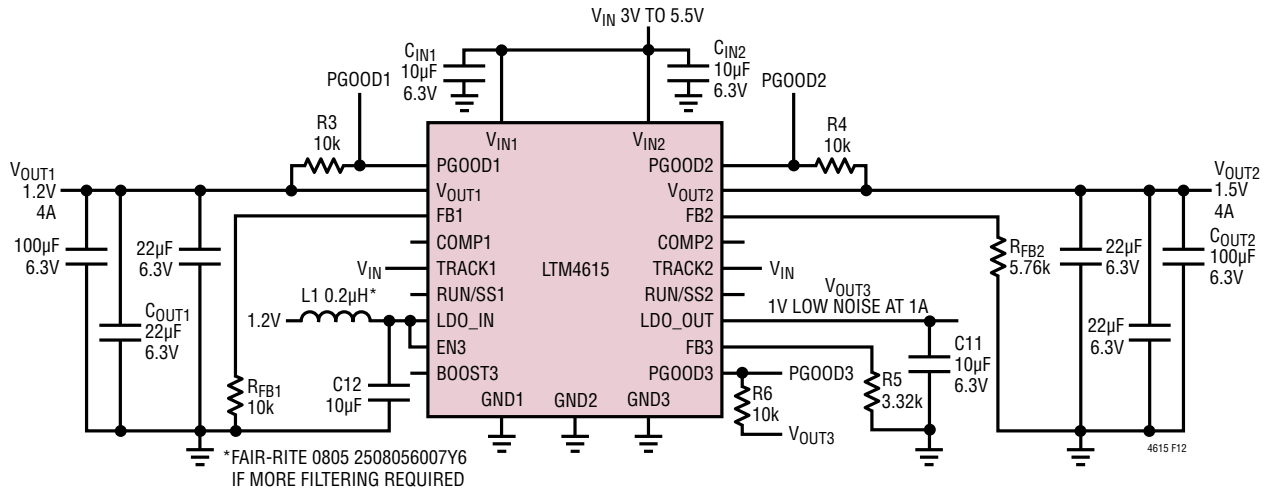 VIN 3V TO 5.5V
CIN1
10µF
6.3V
CIN2
10µF
6.3V
PGOOD1
PGOOD2
R3
10k
R4
10k
VIN1
VIN2
PGOOD1
PGOOD2
VOUT1
1.2V
4A
VOUT1
VOUT2
VOUT2
1.5V
4A
FB1
FB2
100µF
6.3V
22µF
6.3V
COMP1
COMP2
RFB2
5.76k
22µF
6.3V
COUT2
100µF
6.3V
VIN
TRACK1
LTM4615
TRACK2
VIN
L1 0.2µH*
RUN/SS1
RUN/SS2
VOUT3
1V LOW NOISE AT 1A
1.2V
LDO_IN
LDO_OUT
COUT1
22µF
6.3V
22µF
6.3V
EN3
FB3
C11
10µF
6.3V
BOOST3
PGOOD3
PGOOD3
RFB1
10k
C12
10µF
R5
3.32k
R6
10k
GND1
GND2
GND3
VOUT3
4615 F12
*FAIR-RITE 0805 2508056007Y6
IF MORE FILTERING REQUIRED